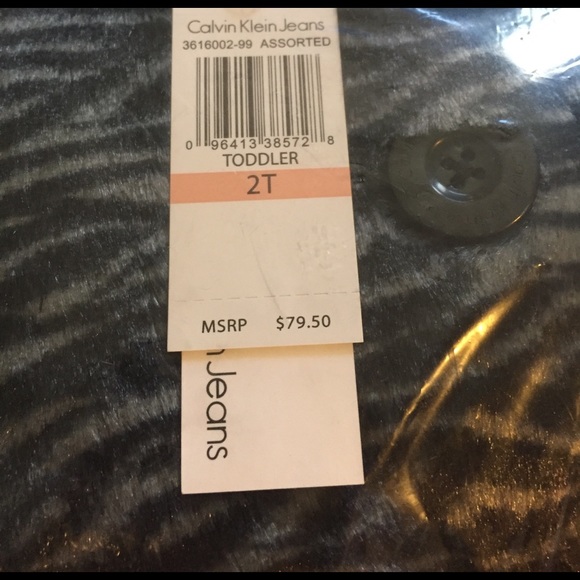 Calvin Klein Jeans
3616002-99 ASSORTED
0 96413 38572 8
TODDLER
2T
MSRP $79.50
Jeans